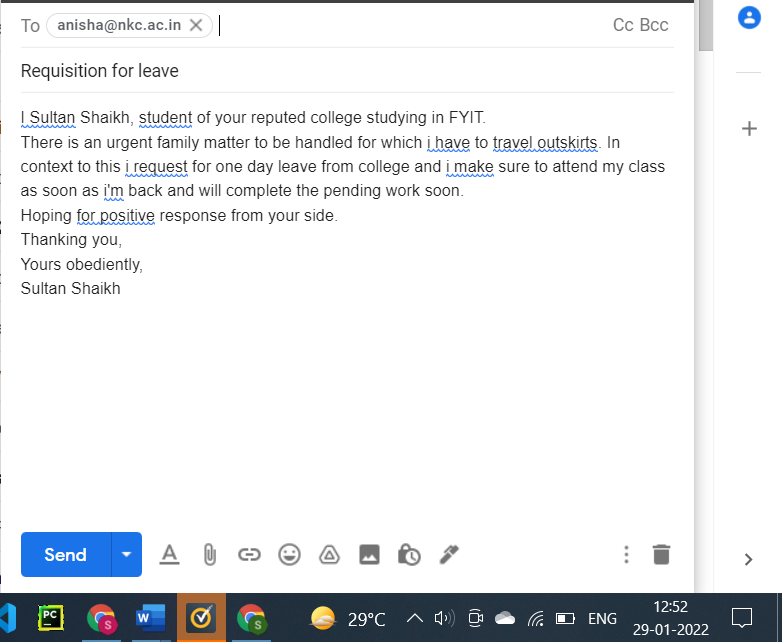 To anisha@nkc.ac.in Cc Bcc
Requisition for leave
I Sultan Shaikh, student of your reputed college studying in FYIT.
There is an urgent family matter to be handled for which i have to travel outskirts. In
context to this i request for one day leave from college and i make sure to attend my class
as soon as i'm back and will complete the pending work soon.
Hoping for positive response from your side.
Thanking you,
Yours obediently,
Sultan Shaikh
Send
PC S W S 29°C ENG 12:52
29-01-2022